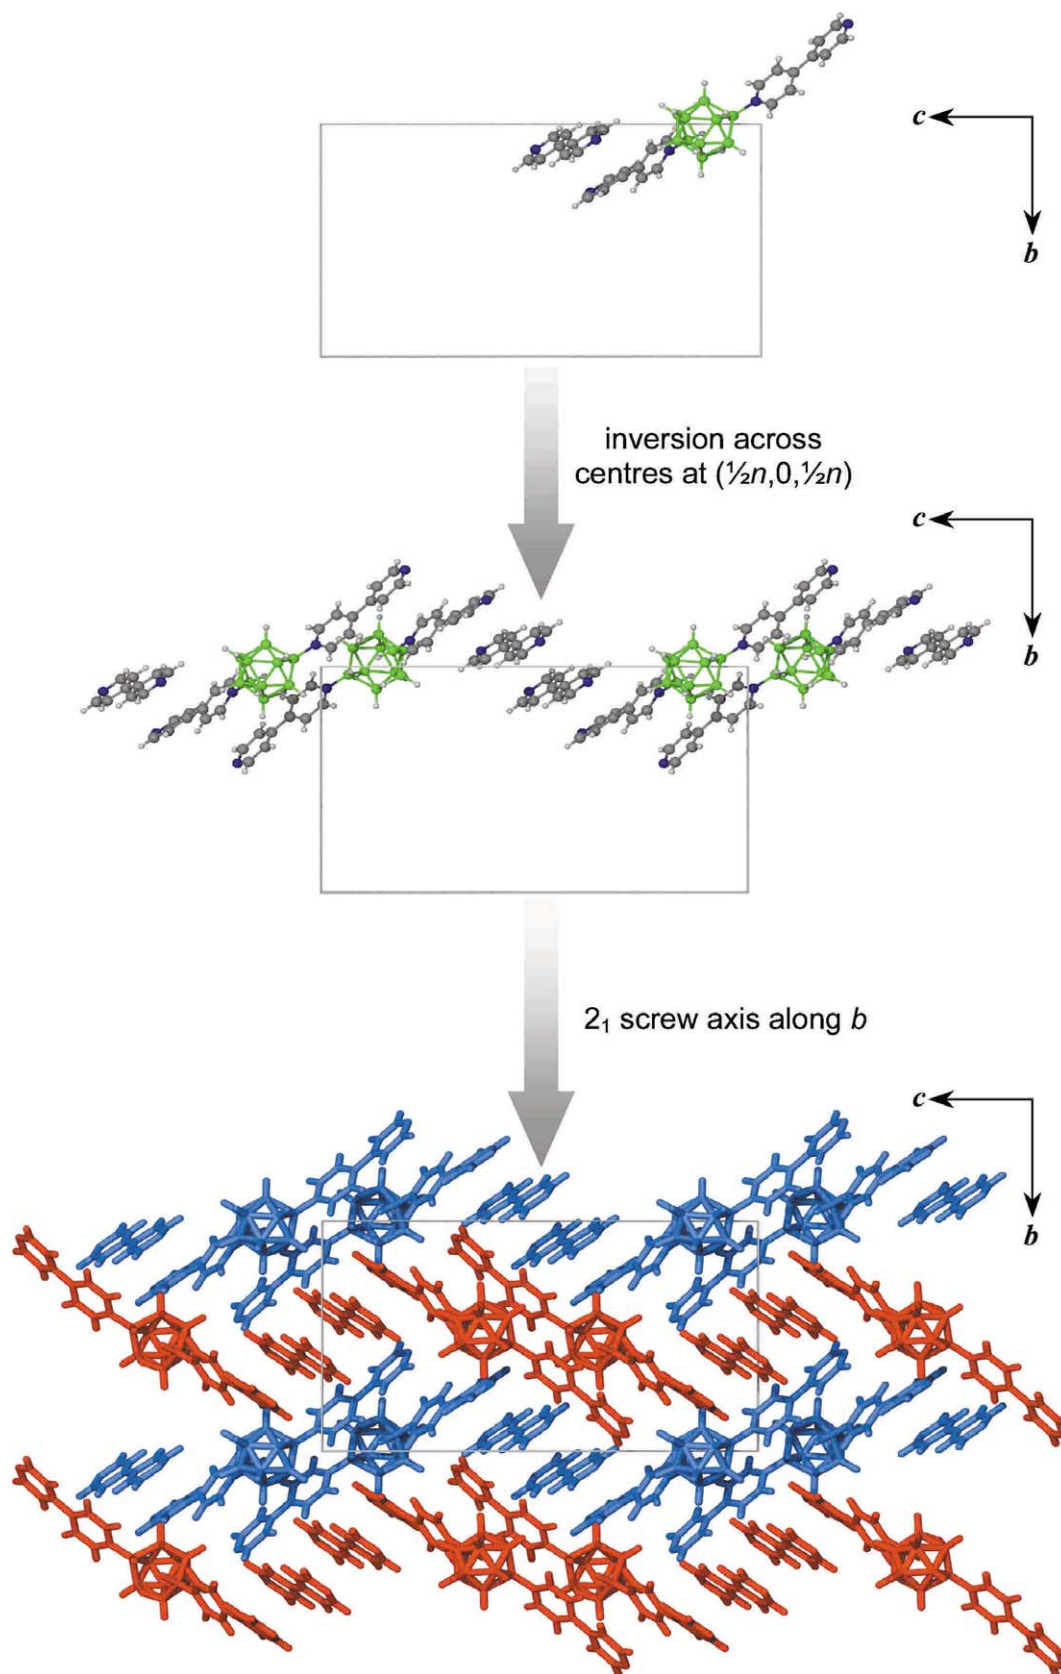 c
b
inversion across
centres at (½n,0,½n)
c
b
2₁ screw axis along b
c
b